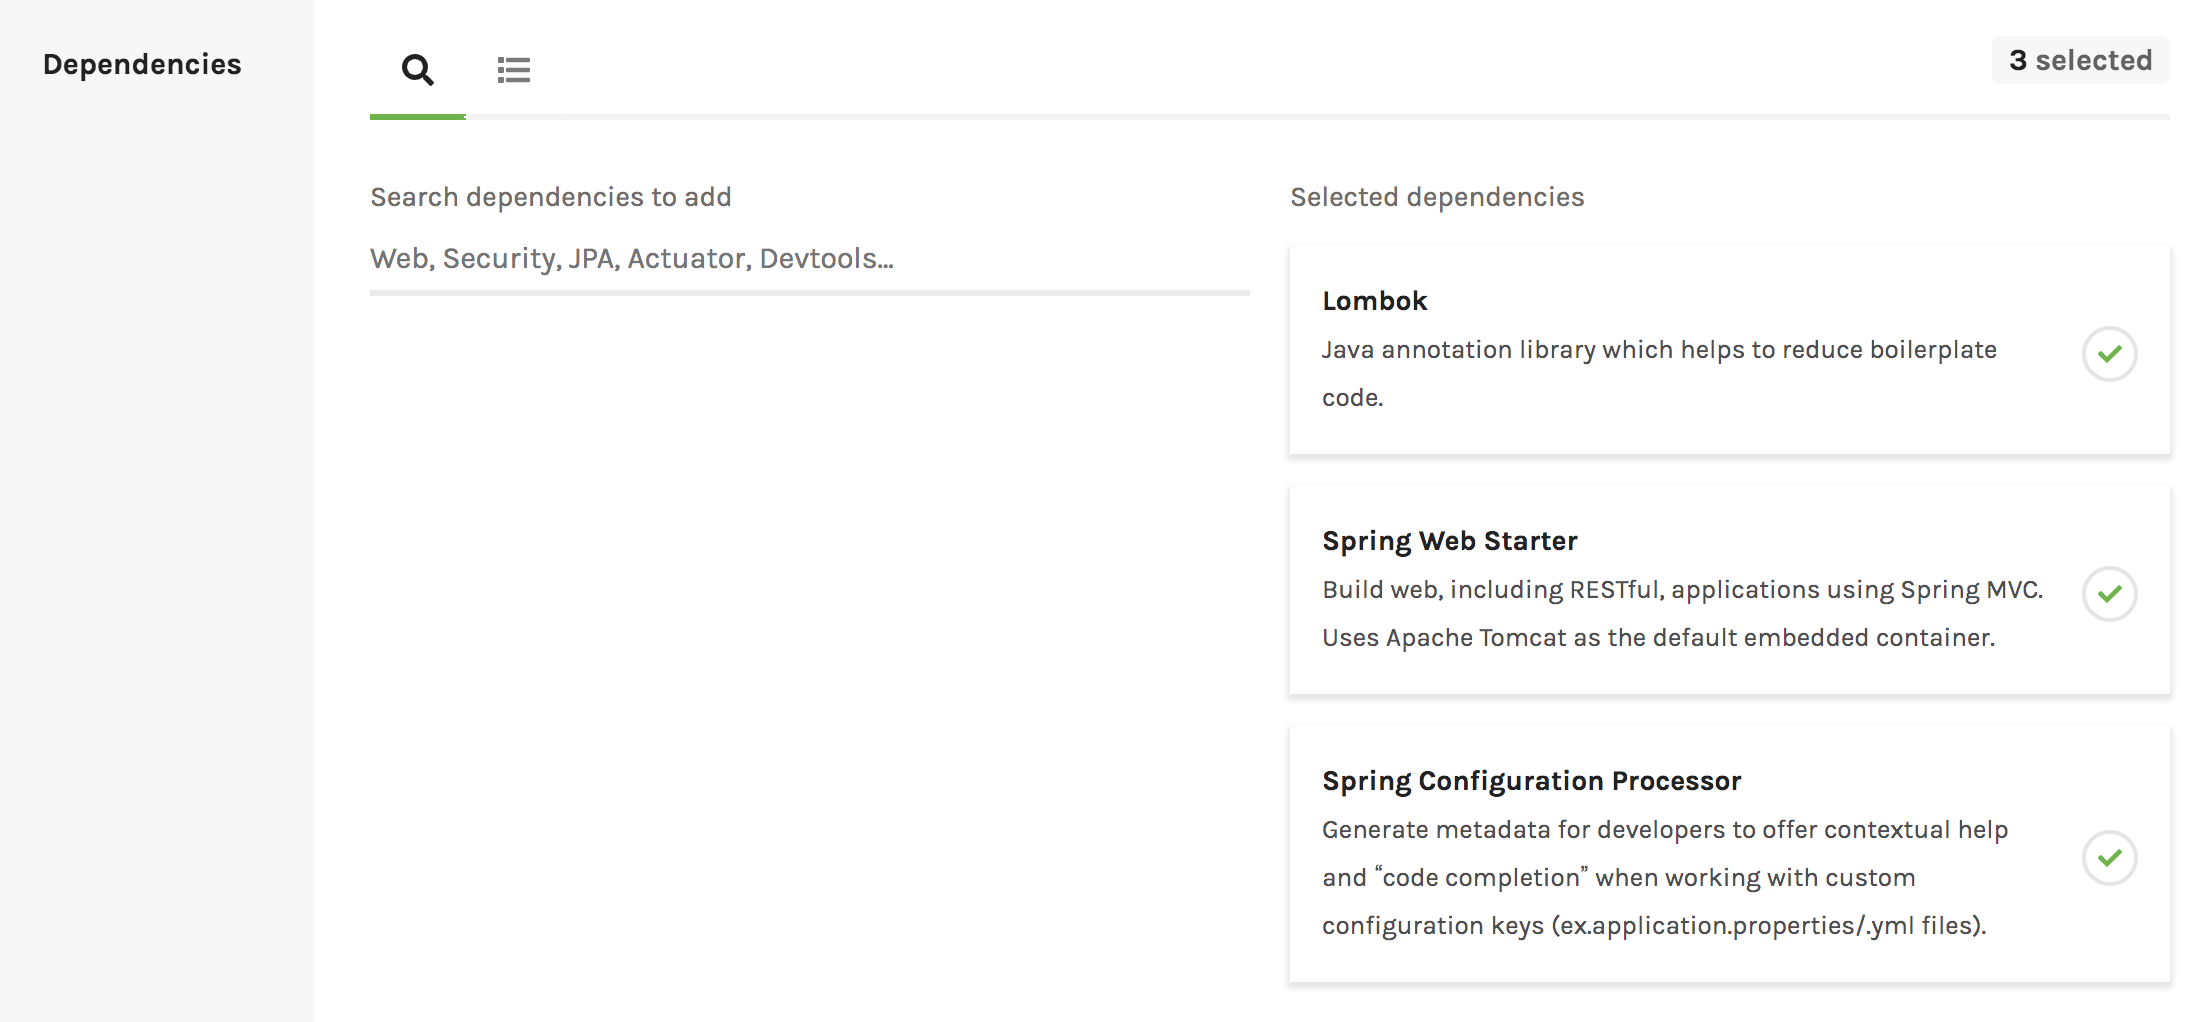 Dependencies
3 selected
Search dependencies to add
Web, Security, JPA, Actuator, Devtools...
Selected dependencies
Lombok
Java annotation library which helps to reduce boilerplate
code.
Spring Web Starter
Build web, including RESTful, applications using Spring MVC.
Uses Apache Tomcat as the default embedded container.
Spring Configuration Processor
Generate metadata for developers to offer contextual help
and “code completion” when working with custom
configuration keys (ex.application.properties/.yml files).